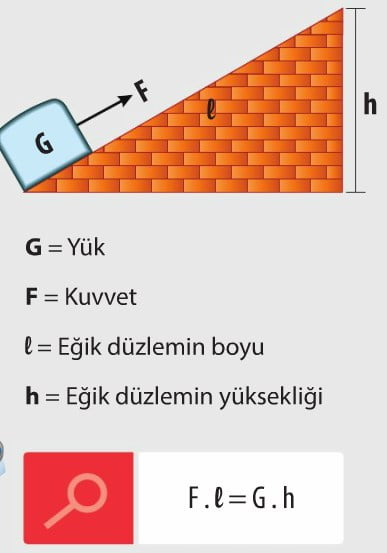 F
ℓ
h
G
G = Yük
F = Kuvvet
ℓ = Eğik düzlemin boyu
h = Eğik düzlemin yüksekliği
F . ℓ = G . h